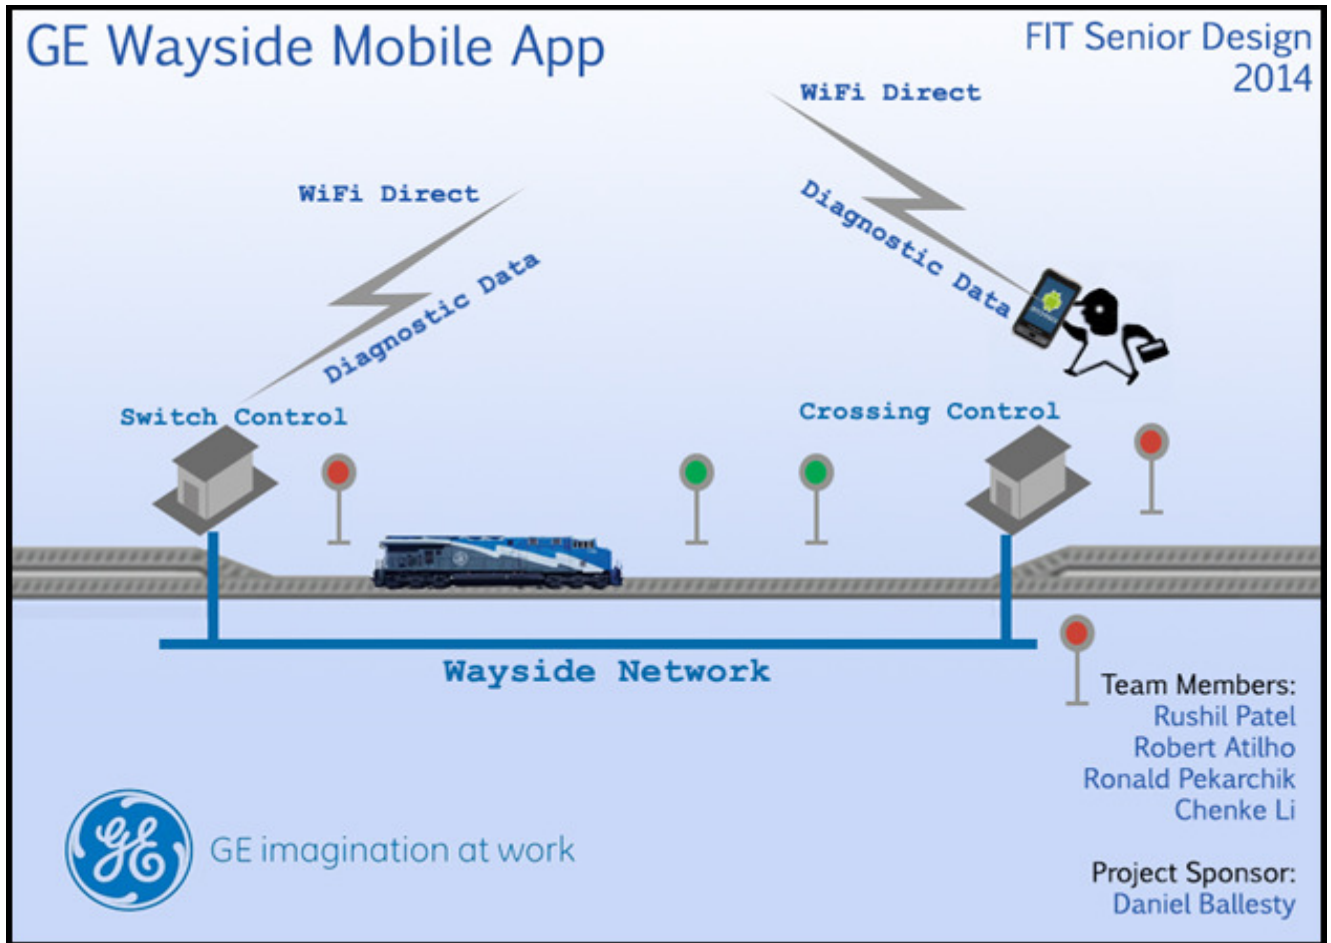 GE Wayside Mobile App
FIT Senior Design
2014
WiFi Direct
WiFi Direct
Diagnostic Data
Diagnostic Data
Switch Control
Crossing Control
Wayside Network
Team Members:
Rushil Patel
Robert Atilho
Ronald Pekarchik
Chenke Li
GE
GE imagination at work
Project Sponsor:
Daniel Ballesty